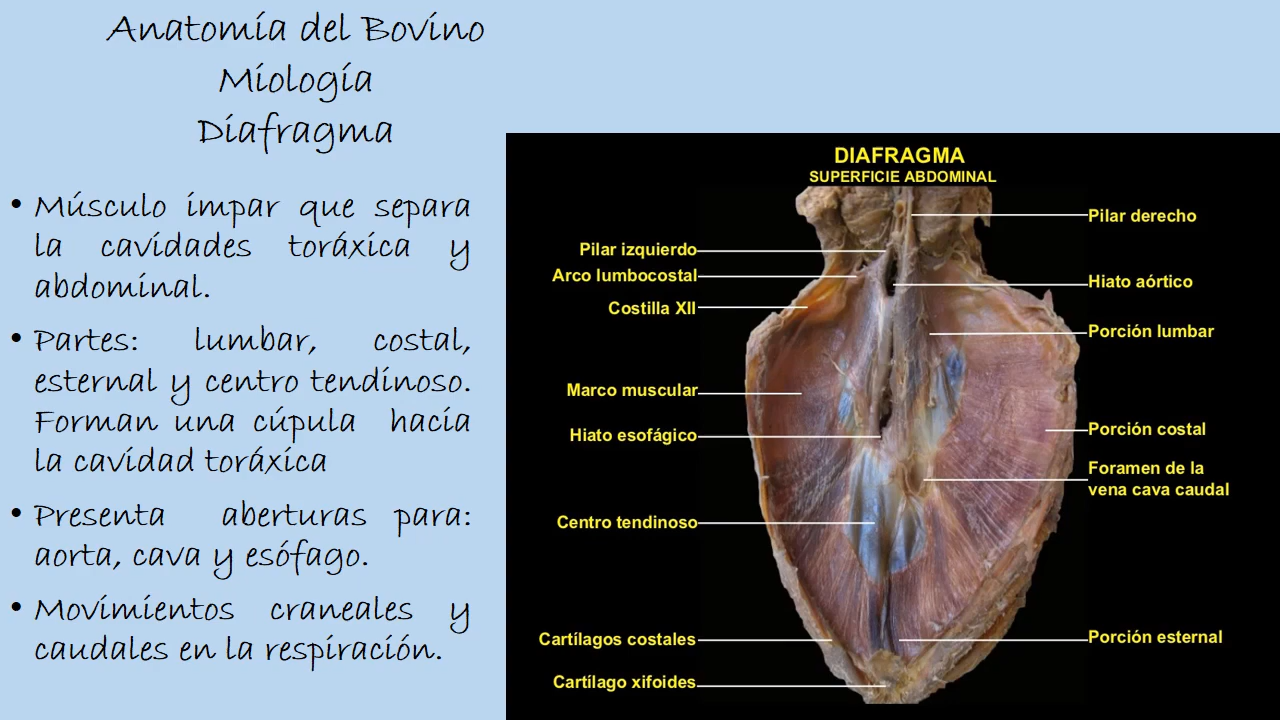 Anatomía del Bovino
Miología
Diafragma
• Músculo impar que separa
la cavidades toráxica y
abdominal.
• Partes: lumbar, costal,
esternal y centro tendinoso.
Forman una cúpula hacia
la cavidad toráxica
• Presenta aberturas para:
aorta, cava y esófago.
• Movimientos craneales y
caudales en la respiración.
DIAFRAGMA
SUPERFICIE ABDOMINAL
Pilar izquierdo
Arco lumbocostal
Costilla XII
Marco muscular
Hiato esofágico
Centro tendinoso
Cartílagos costales
Cartílago xifoides
Pilar derecho
Hiato aórtico
Porción lumbar
Porción costal
Foramen de la
vena cava caudal
Porción esternal